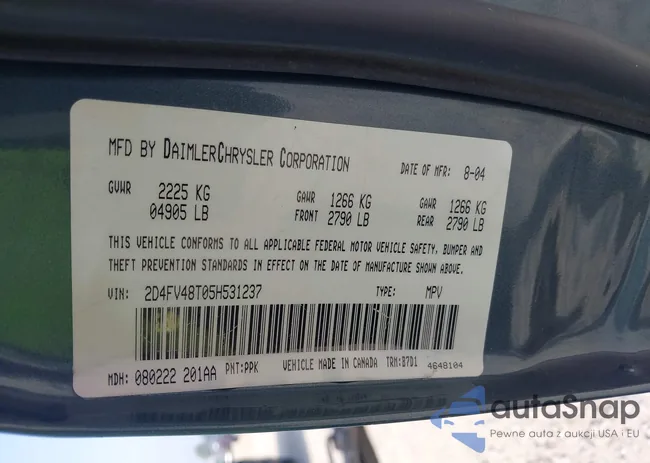 MFD BY DAIMLERCHRYSLER CORPORATION DATE OF MFR: 8-04
GVWR 2225 KG GAWR 1266 KG GAWR 1266 KG
04905 LB FRONT 2790 LB REAR 2790 LB
THIS VEHICLE CONFORMS TO ALL APPLICABLE FEDERAL MOTOR VEHICLE SAFETY, BUMPER AND
THEFT PREVENTION STANDARDS IN EFFECT ON THE DATE OF MANUFACTURE SHOWN ABOVE.
VIN: 2D4FV48T05H531237 TYPE: MPV
MDH: 080222 201AA PNT:PPK VEHICLE MADE IN CANADA TRM:B7D1 4648104
autoSnap
Pewne auta z aukcji USA i EU